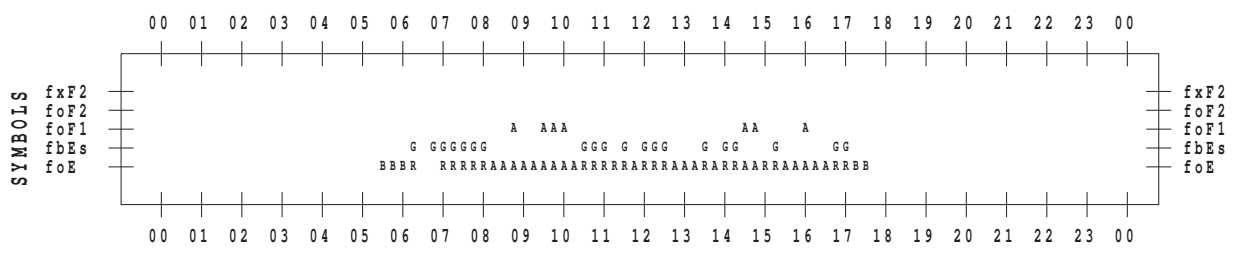 00 01 02 03 04 05 06 07 08 09 10 11 12 13 14 15 16 17 18 19 20 21 22 23 00
SYMBOLS
fxF2 fxF2
foF2 foF2
foF1 A AAA AA A foF1
fbEs G GGGGGG GGG G GGG G GG G GG fbEs
foE BBBR RRRRRAAAAAAAAARRRRRARRRAAARARRAARRAAAAARRBB foE
00 01 02 03 04 05 06 07 08 09 10 11 12 13 14 15 16 17 18 19 20 21 22 23 00